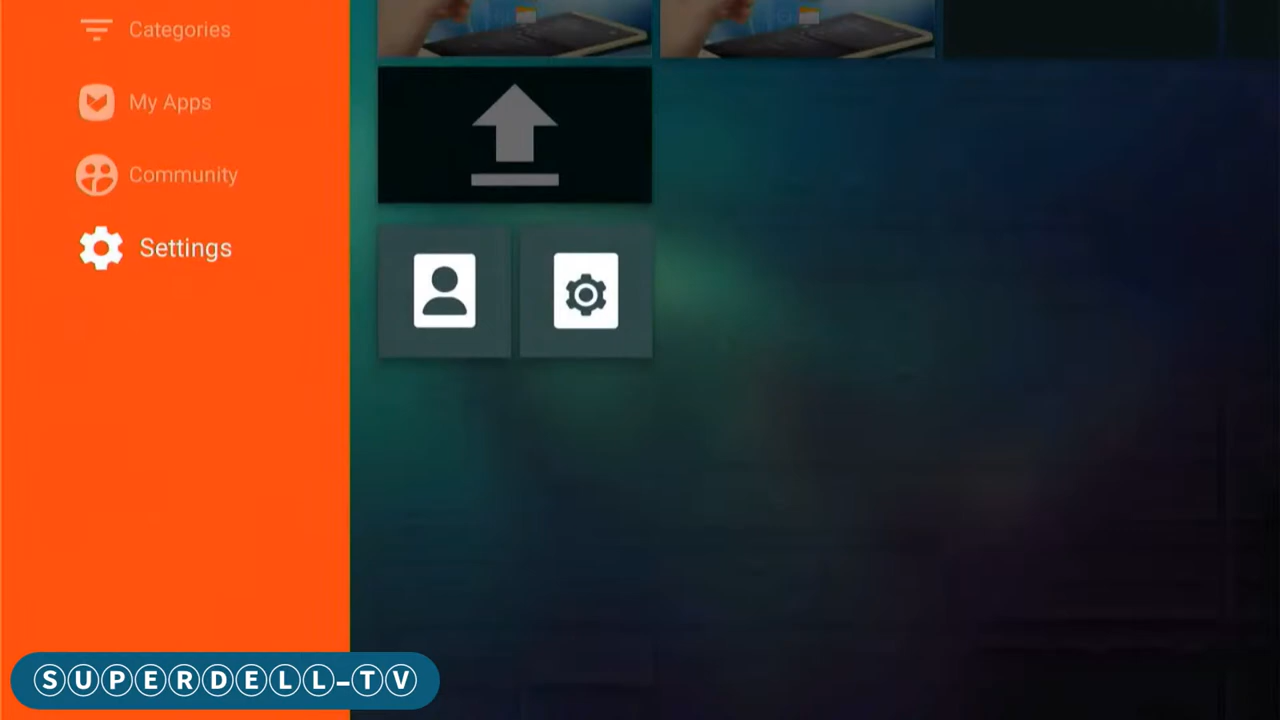 Categories
My Apps
Community
Settings
SUPERDELL-TV